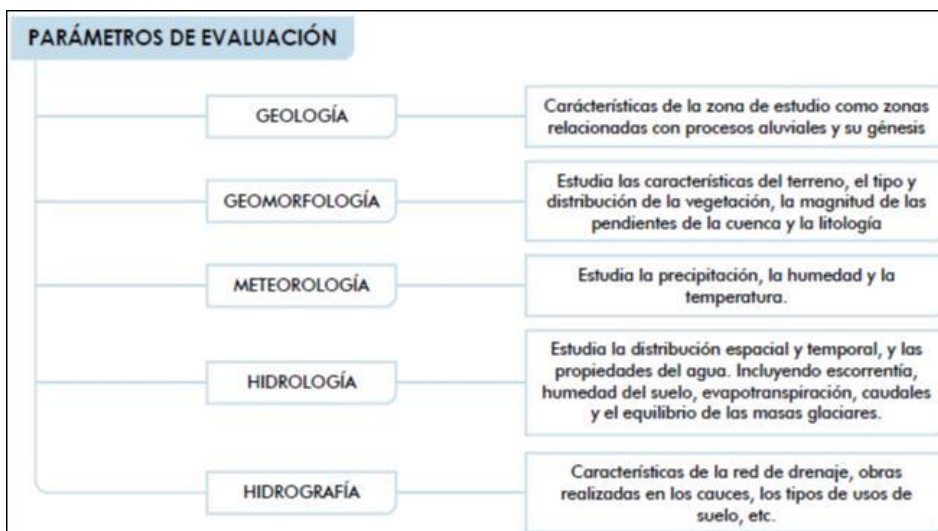 PARÁMETROS DE EVALUACIÓN
GEOLOGÍA
Carácterísticas de la zona de estudio como zonas
relacionadas con procesos aluviales y su génesis
GEOMORFOLOGÍA
Estudia las características del terreno, el tipo y
distribución de la vegetación, la magnitud de las
pendientes de la cuenca y la litología
METEOROLOGÍA
Estudia la precipitación, la humedad y la
temperatura.
HIDROLOGÍA
Estudia la distribución espacial y temporal, y las
propiedades del agua. Incluyendo escorrentía,
humedad del suelo, evapotranspiración, caudales
y el equilibrio de las masas glaciares.
HIDROGRAFÍA
Características de la red de drenaje, obras
realizadas en los cauces, los tipos de usos de
suelo, etc.